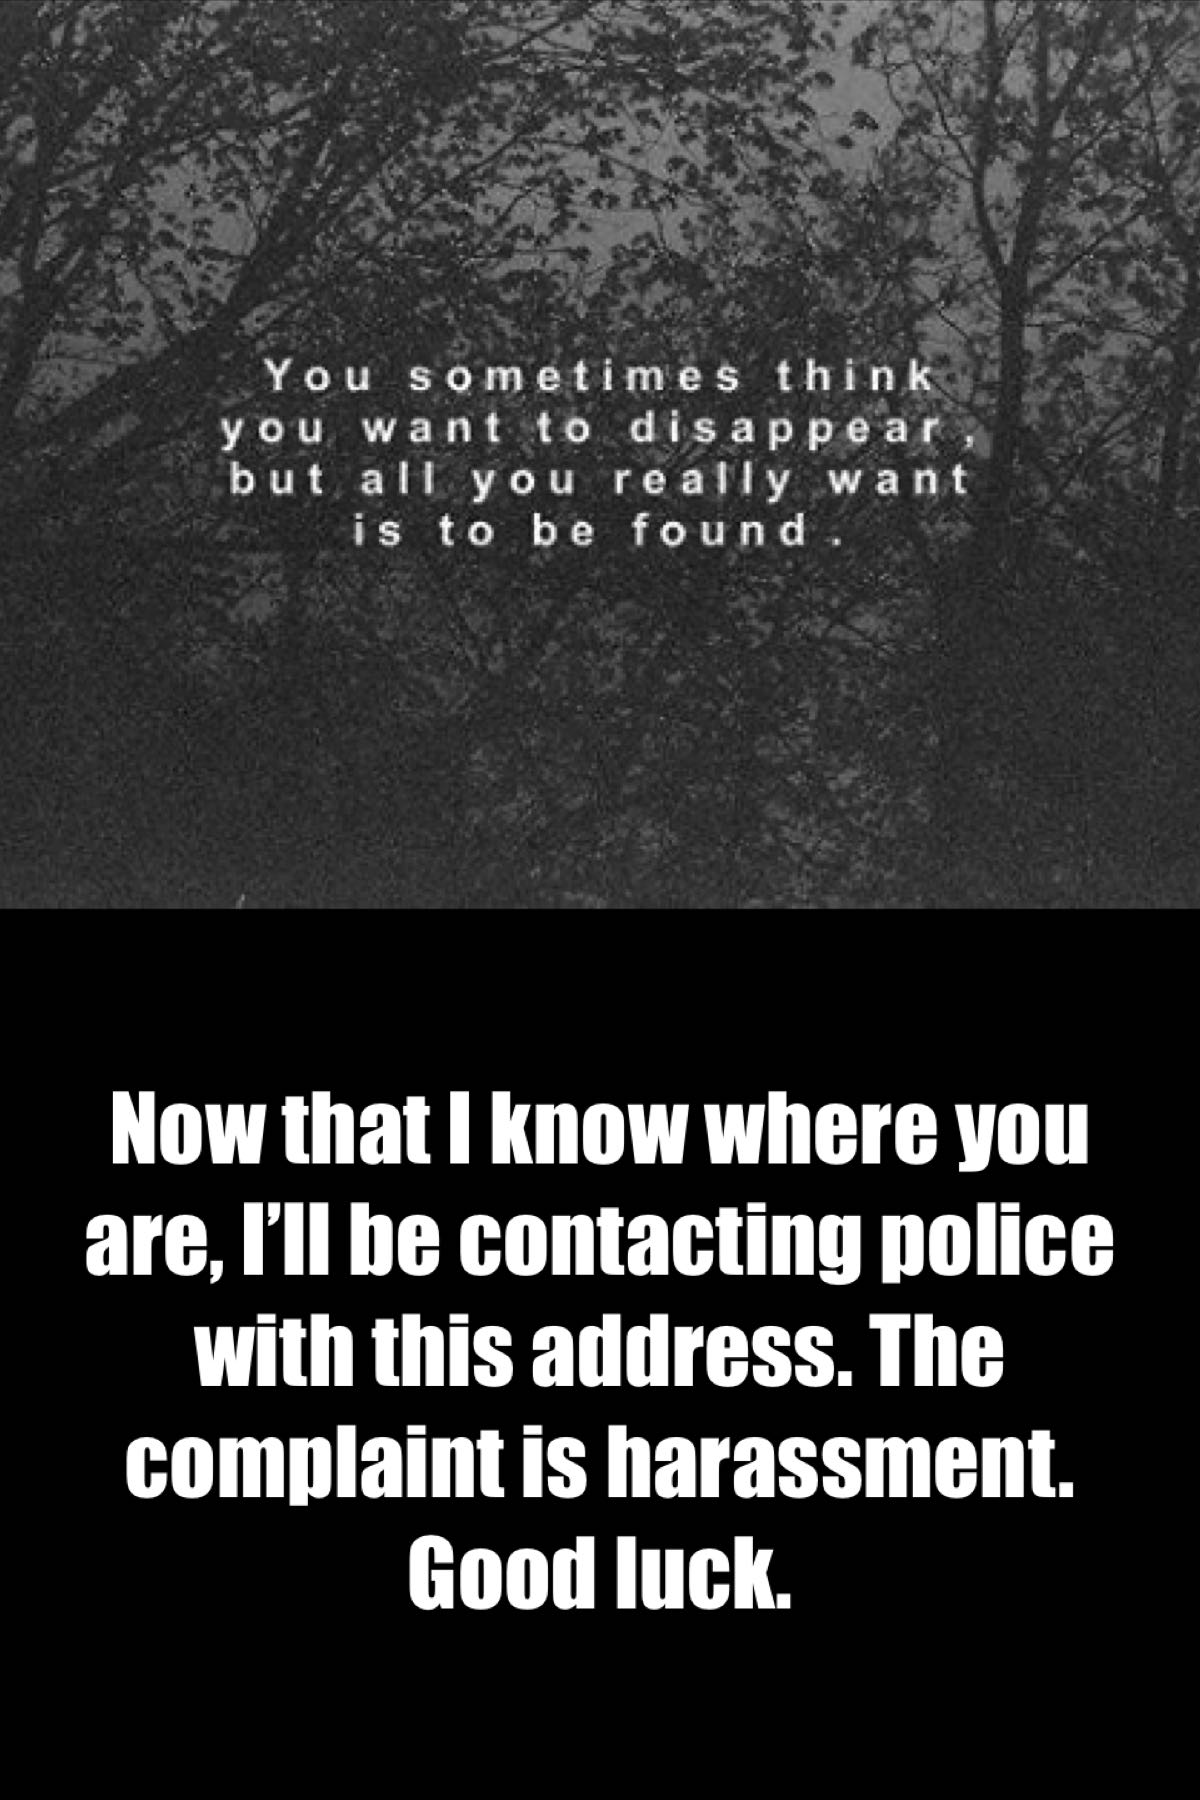 You sometimes think
you want to disappear,
but all you really want
is to be found.
Now that I know where you
are, I’ll be contacting police
with this address. The
complaint is harassment.
Good luck.